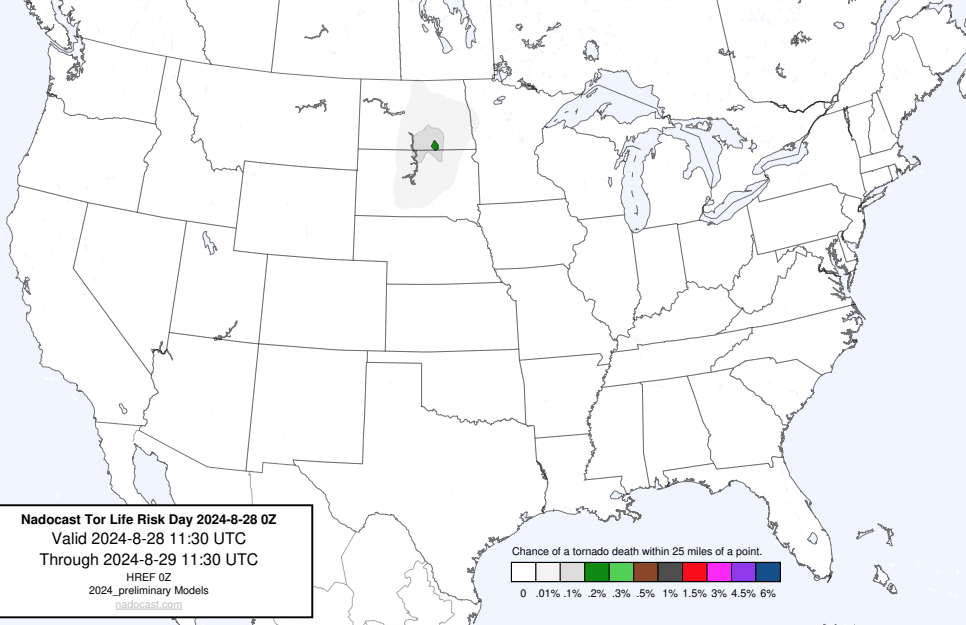 Nadocast Tor Life Risk Day 2024-8-28 0Z
Valid 2024-8-28 11:30 UTC
Through 2024-8-29 11:30 UTC
HREF 0Z
2024_preliminary Models
nadocast.com
Chance of a tornado death within 25 miles of a point.
0 .01% .1% .2% .3% .5% 1% 1.5% 3% 4.5% 6%